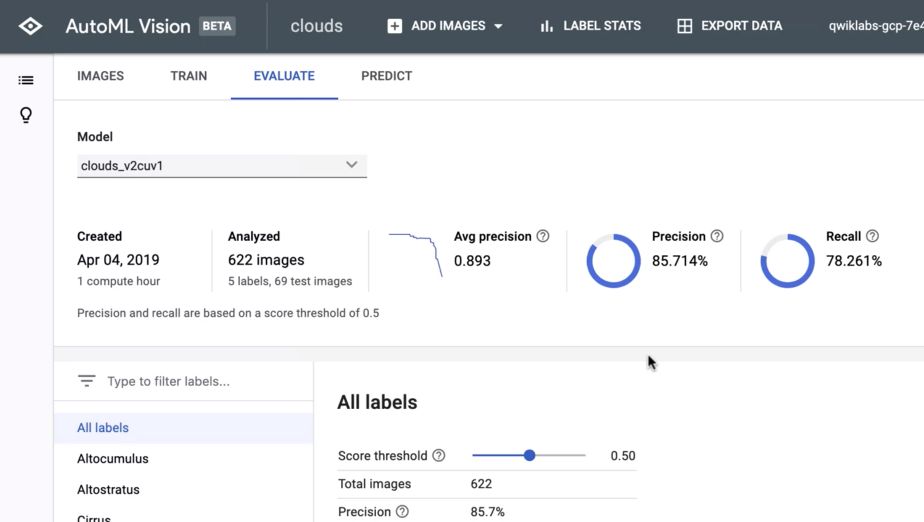 AutoML Vision BETA clouds ADD IMAGES LABEL STATS EXPORT DATA qwiklabs-gcp-7e4
IMAGES TRAIN EVALUATE PREDICT
Model
clouds_v2cuv1
Created Analyzed Avg precision Precision Recall
Apr 04, 2019 622 images 0.893 85.714% 78.261%
1 compute hour 5 labels, 69 test images
Precision and recall are based on a score threshold of 0.5
Type to filter labels...
All labels
All labels
Altocumulus
Altostratus
Cirrus
Score threshold 0.50
Total images 622
Precision 85.7%